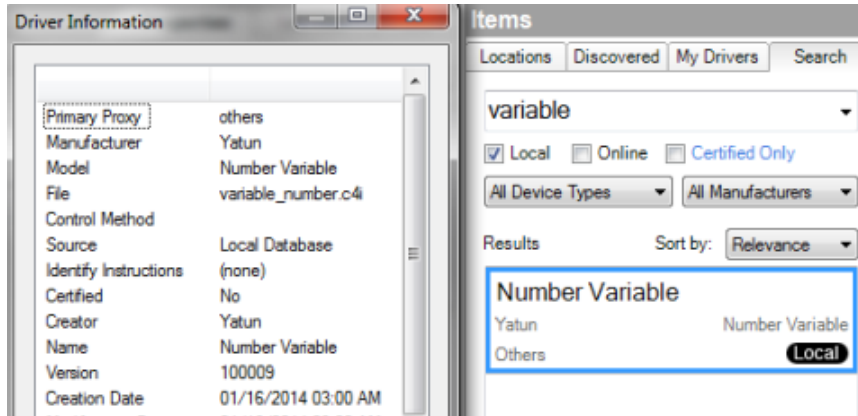 Driver Information
Primary Proxy others
Manufacturer Yatun
Model Number Variable
File variable_number.c4i
Control Method
Source Local Database
Identify Instructions (none)
Certified No
Creator Yatun
Name Number Variable
Version 100009
Creation Date 01/16/2014 03:00 AM
Items
Locations Discovered My Drivers Search
variable
Local Online Certified Only
All Device Types All Manufacturers
Results Sort by: Relevance
Number Variable
Yatun Number Variable
Others Local